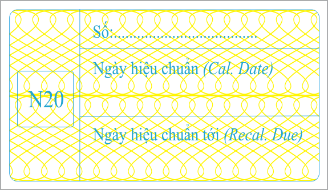 Số:.....................................
Ngày hiệu chuẩn (Cal. Date)
N20
Ngày hiệu chuẩn tới (Recal. Due)